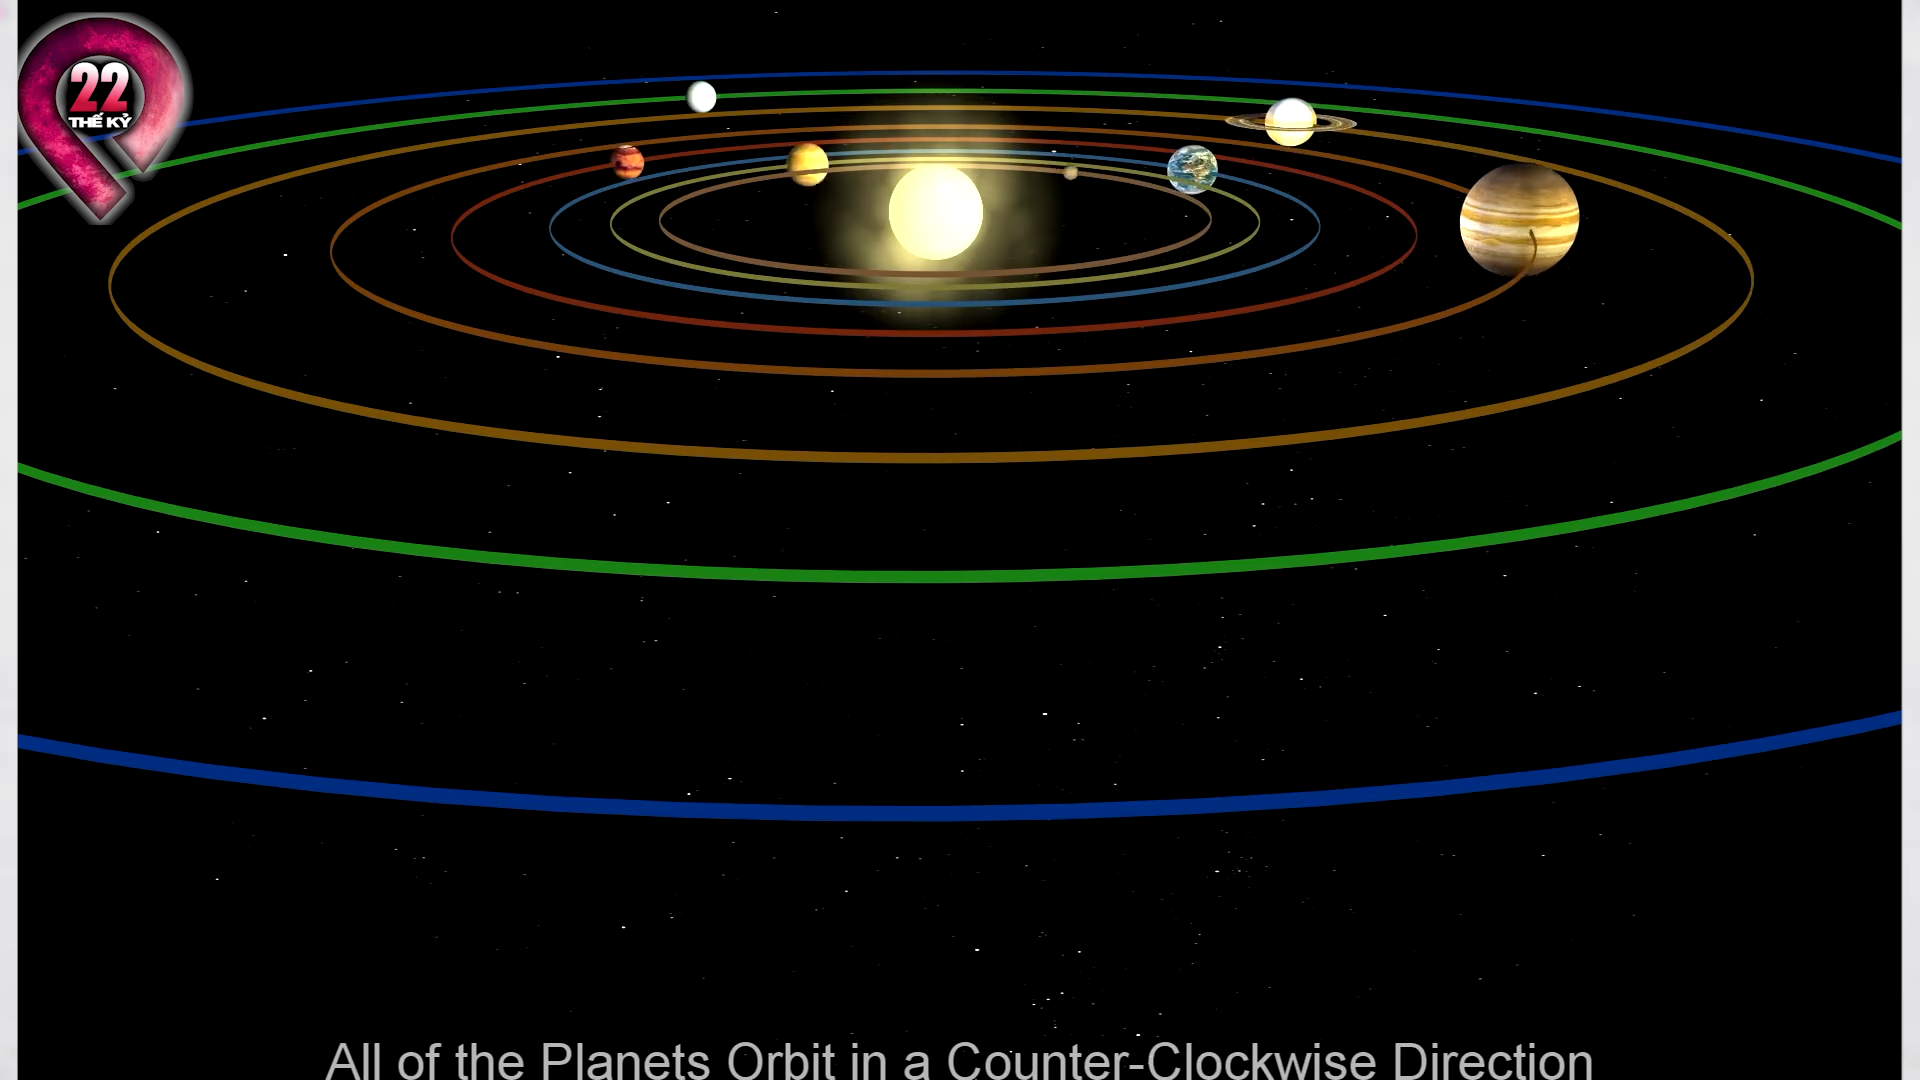 22
THẾ KỶ
All of the Planets Orbit in a Counter-Clockwise Direction